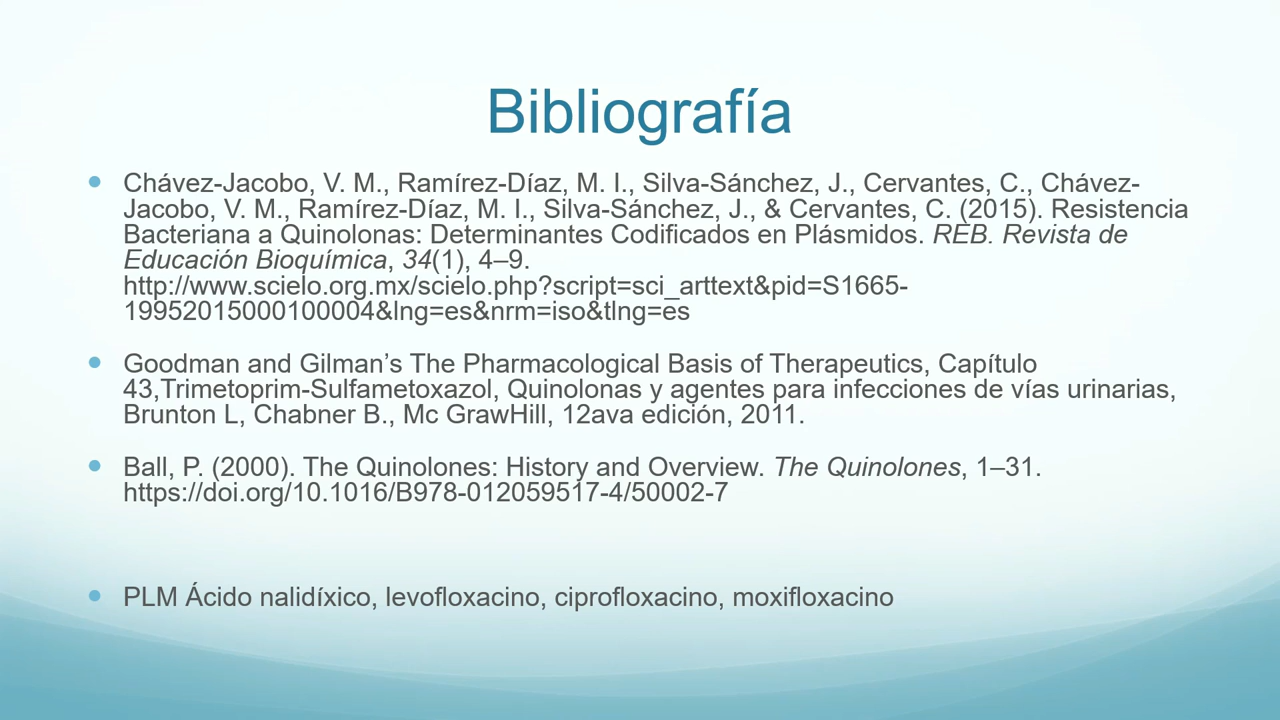 Bibliografía
• Chávez-Jacobo, V. M., Ramírez-Díaz, M. I., Silva-Sánchez, J., Cervantes, C., Chávez-
Jacobo, V. M., Ramírez-Díaz, M. I., Silva-Sánchez, J., & Cervantes, C. (2015). Resistencia
Bacteriana a Quinolonas: Determinantes Codificados en Plásmidos. REB. Revista de
Educación Bioquímica, 34(1), 4–9.
http://www.scielo.org.mx/scielo.php?script=sci_arttext&pid=S1665-
19952015000100004&lng=es&nrm=iso&tlng=es
• Goodman and Gilman’s The Pharmacological Basis of Therapeutics, Capítulo
43,Trimetoprim-Sulfametoxazol, Quinolonas y agentes para infecciones de vías urinarias,
Brunton L, Chabner B., Mc GrawHill, 12ava edición, 2011.
• Ball, P. (2000). The Quinolones: History and Overview. The Quinolones, 1–31.
https://doi.org/10.1016/B978-012059517-4/50002-7
• PLM Ácido nalidíxico, levofloxacino, ciprofloxacino, moxifloxacino